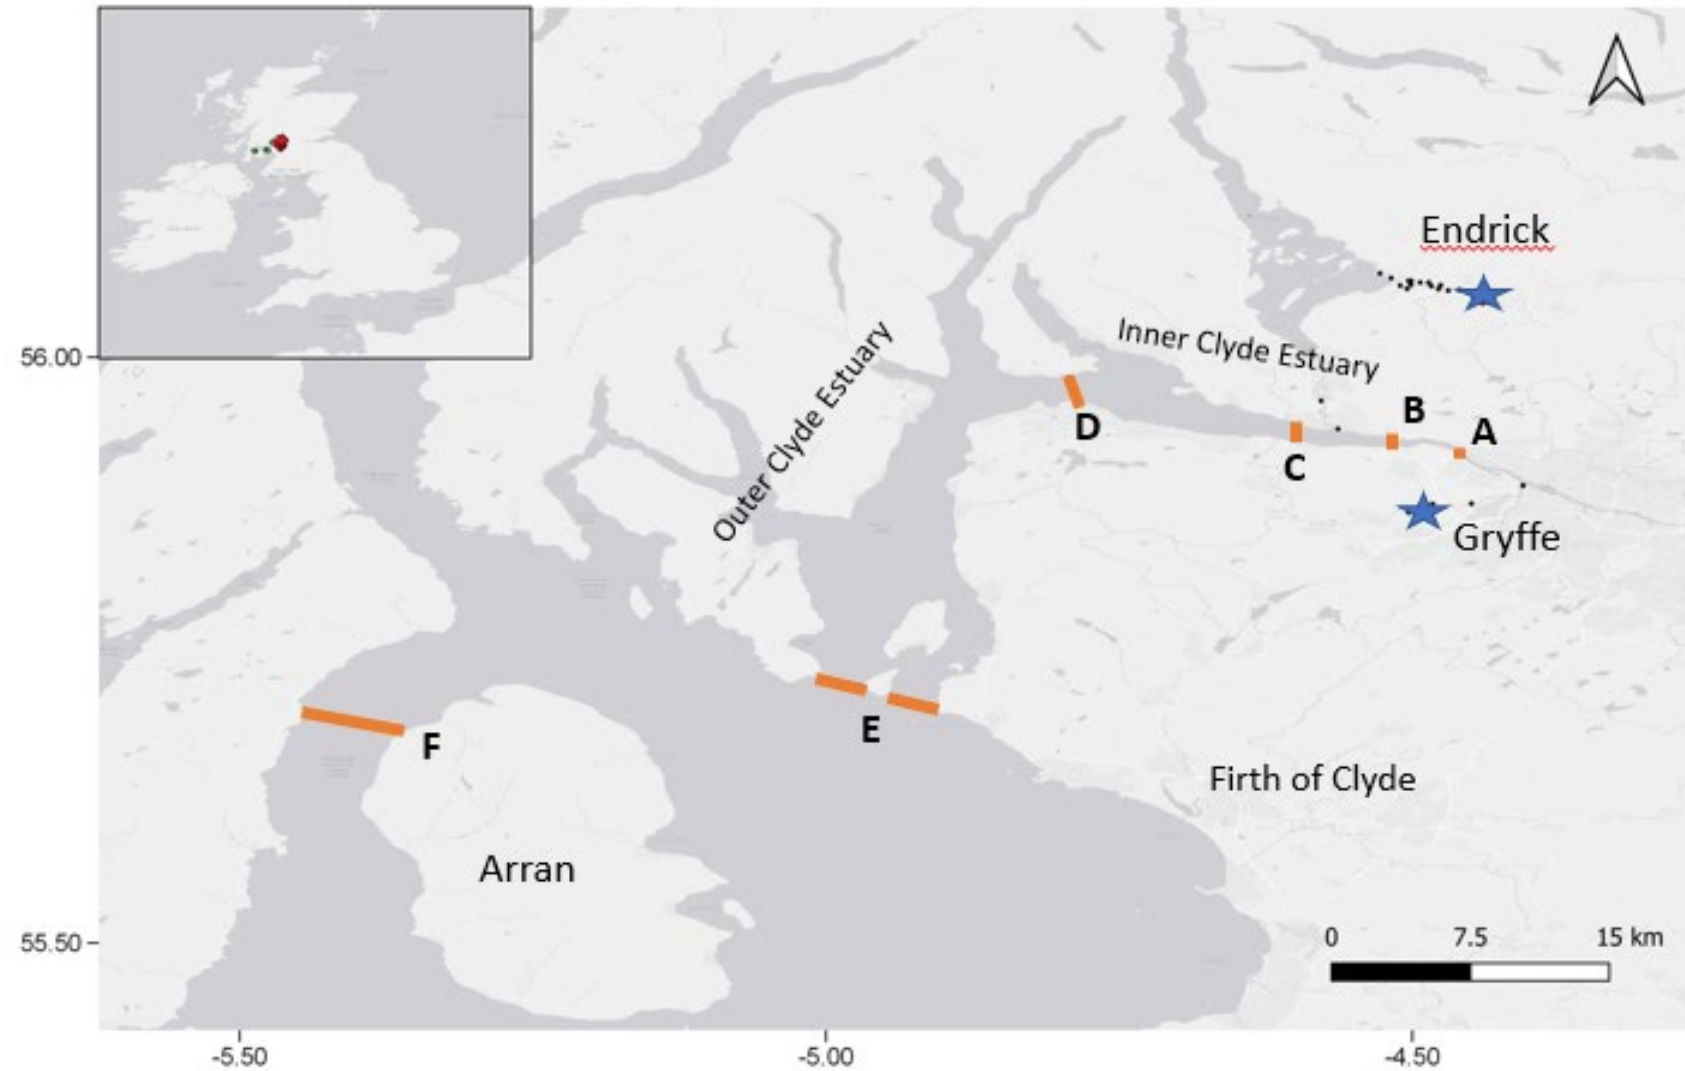 Endrick
Inner Clyde Estuary
56.00
Outer Clyde Estuary
B
A
D
C
Gryffe
E
F
Firth of Clyde
Arran
55.50
0 7.5 15 km
-5.50 -5.00 -4.50